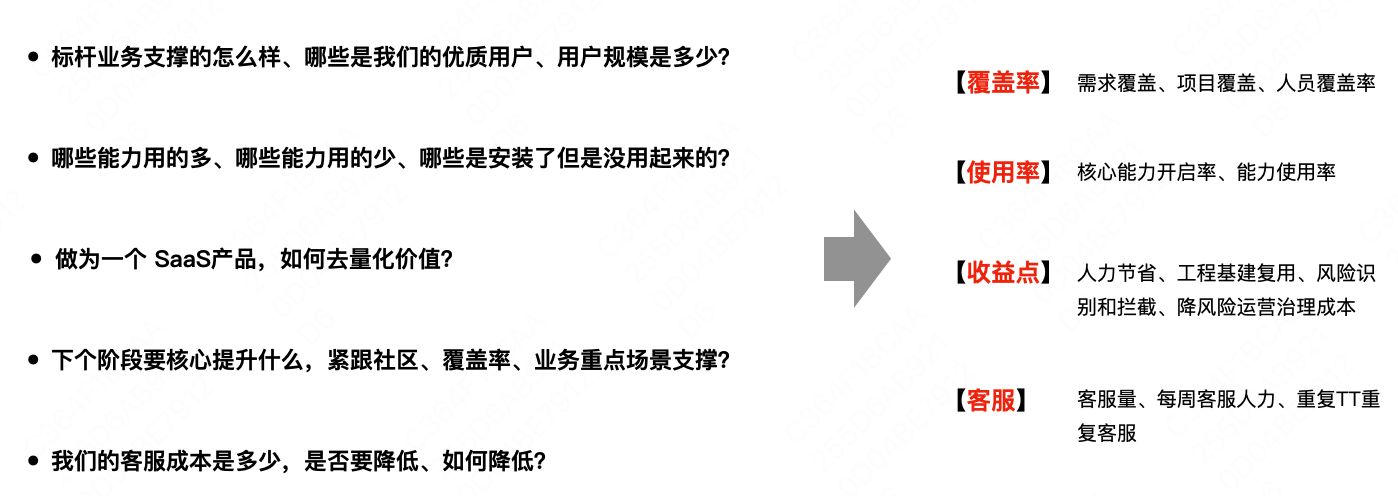 • 标杆业务支撑的怎么样、哪些是我们的优质用户、用户规模是多少?
• 哪些能力用的多、哪些能力用的少、哪些是安装了但是没用起来的?
• 做为一个 SaaS产品，如何去量化价值?
• 下个阶段要核心提升什么，紧跟社区、覆盖率、业务重点场景支撑?
• 我们的客服成本是多少，是否要降低、如何降低?
【覆盖率】 需求覆盖、项目覆盖、人员覆盖率
【使用率】 核心能力开启率、能力使用率
【收益点】 人力节省、工程基建复用、风险识
别和拦截、降风险运营治理成本
【客服】 客服量、每周客服人力、重复TT重
复客服